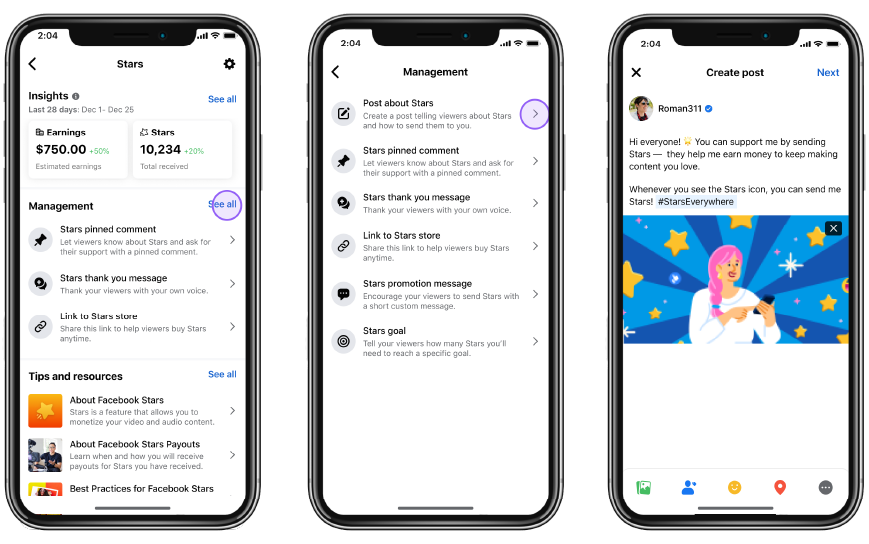 2:04
Stars
Insights
See all
Last 28 days: Dec 1- Dec 25
Earnings
$750.00 +50%
Estimated earnings
Stars
10,234 +20%
Total received
Management
See all
Stars pinned comment
Let viewers know about Stars and ask for
their support with a pinned comment.
Stars thank you message
Thank your viewers with your own voice.
Link to Stars store
Share this link to help viewers buy Stars
anytime.
Tips and resources
See all
About Facebook Stars
Stars is a feature that allows you to
monetize your video and audio content.
About Facebook Stars Payouts
Learn when and how you will receive
payouts for Stars you have received.
Best Practices for Facebook Stars
2:04
Management
Post about Stars
Create a post telling viewers about Stars
and how to send them to you.
Stars pinned comment
Let viewers know about Stars and ask for
their support with a pinned comment.
Stars thank you message
Thank your viewers with your own voice.
Link to Stars store
Share this link to help viewers buy Stars
anytime.
Stars promotion message
Encourage your viewers to send Stars with
a short custom message.
Stars goal
Tell your viewers how many Stars you'll
need to reach a specific goal.
2:04
Create post
Next
Roman311
Hi everyone! 🌟 You can support me by sending
Stars — they help me earn money to keep making
content you love.
Whenever you see the Stars icon, you can send me
Stars! #StarsEverywhere